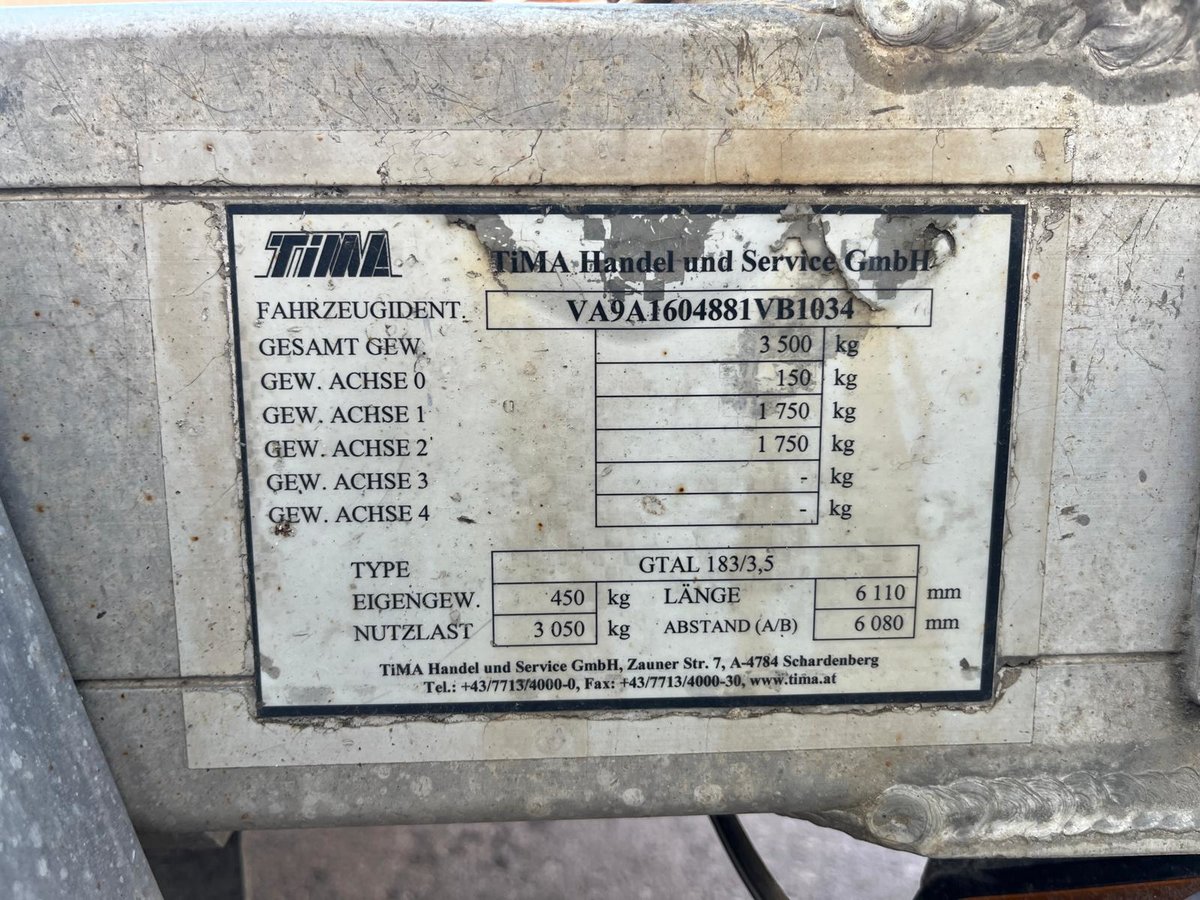 TiMA
TiMA Handel und Service GmbH
FAHRZEUGIDENT. VA9A1604881VB1034
GESAMT GEW. 3 500 kg
GEW. ACHSE 0 150 kg
GEW. ACHSE 1 1 750 kg
GEW. ACHSE 2 1 750 kg
GEW. ACHSE 3 - kg
GEW. ACHSE 4 - kg
TYPE GTAL 183/3,5
EIGENGEW. 450 kg LÄNGE 6 110 mm
NUTZLAST 3 050 kg ABSTAND (A/B) 6 080 mm
TiMA Handel und Service GmbH, Zauner Str. 7, A-4784 Schardenberg
Tel.: +43/7713/4000-0, Fax: +43/7713/4000-30, www.tima.at